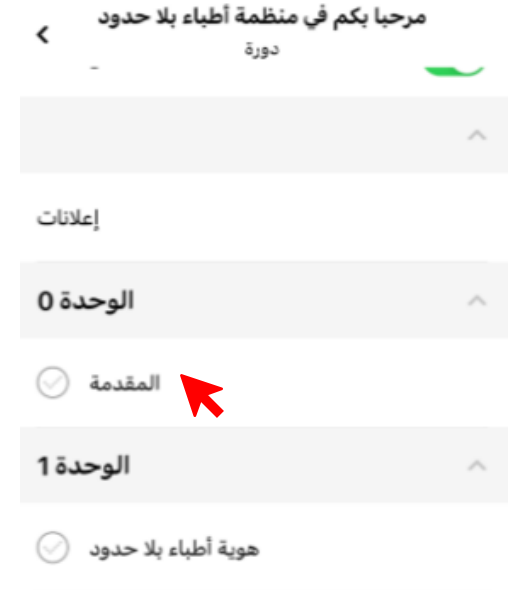 مرحبا بكم في منظمة أطباء بلا حدود
دورة
إعلانات
الوحدة 0
المقدمة
الوحدة 1
هوية أطباء بلا حدود